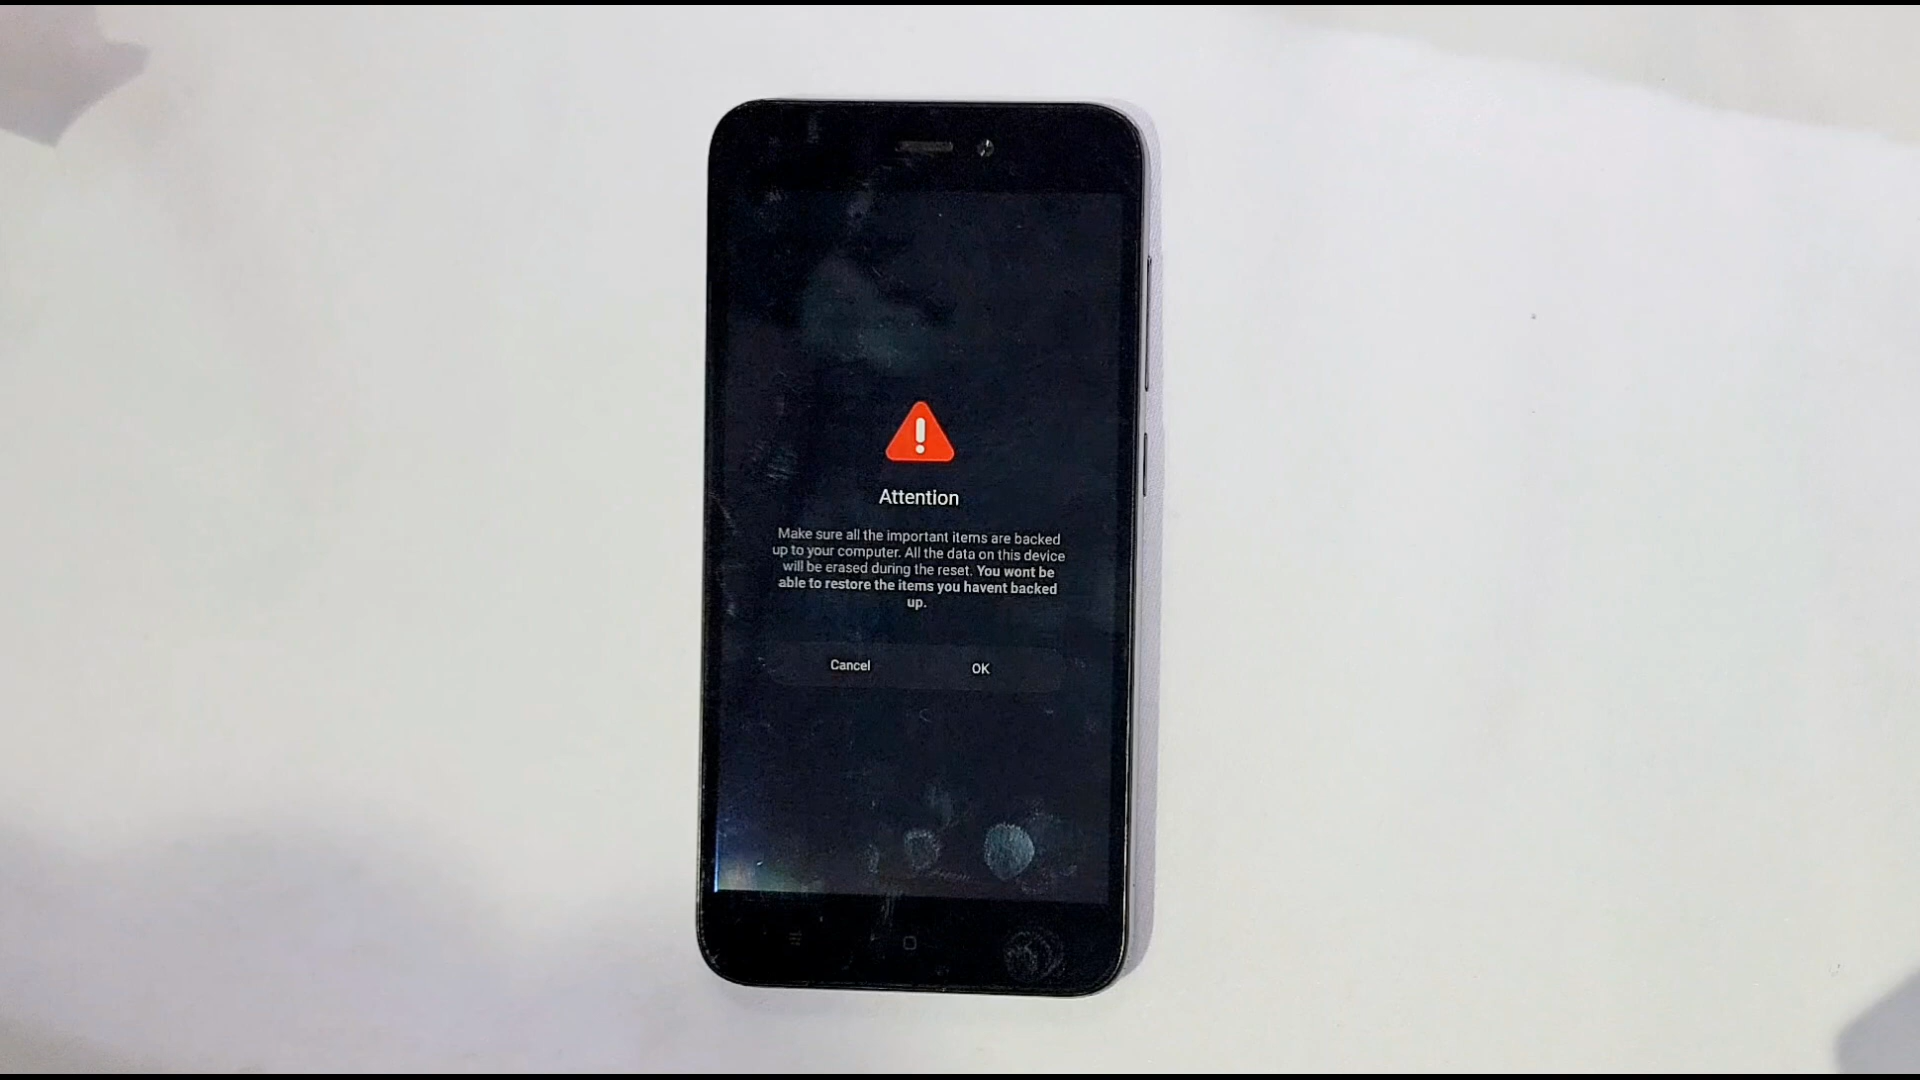 Attention
Make sure all the important items are backed
up to your computer. All the data on this device
will be erased during the reset. You wont be
able to restore the items you havent backed
up.
Cancel OK